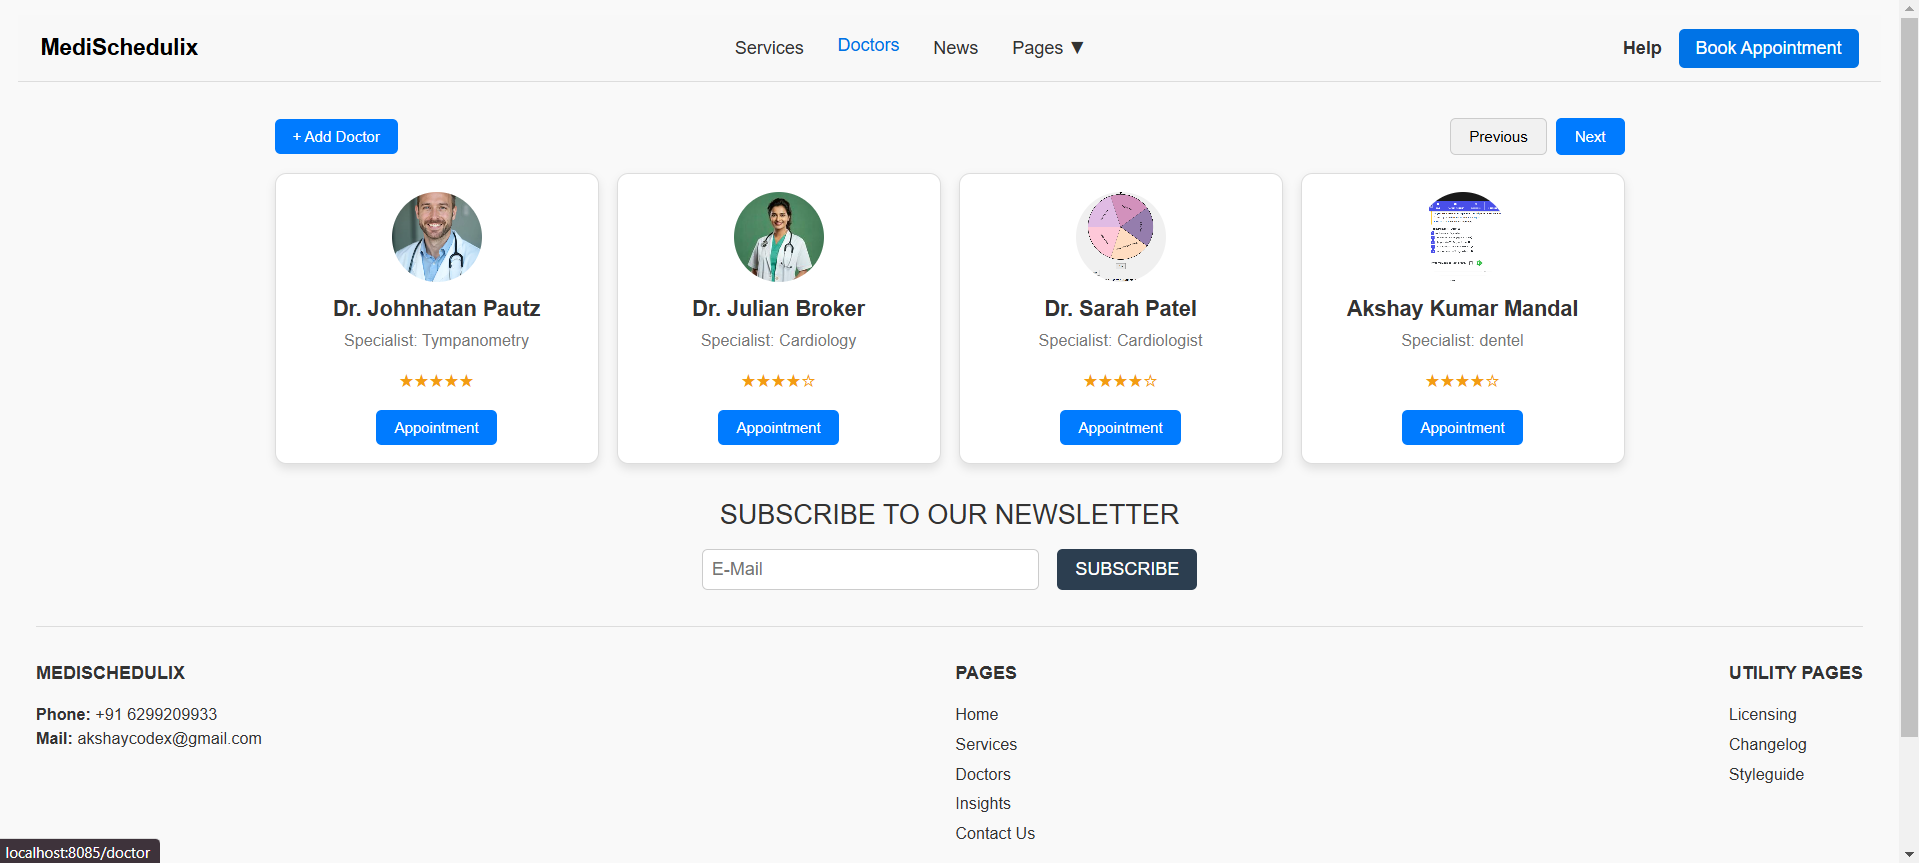 MediSchedulix
Services Doctors News Pages ▼
Help Book Appointment
+ Add Doctor
Previous Next
Dr. Johnhatan Pautz
Specialist: Tympanometry
★★★★★
Appointment
Dr. Julian Broker
Specialist: Cardiology
★★★★☆
Appointment
Dr. Sarah Patel
Specialist: Cardiologist
★★★★☆
Appointment
Akshay Kumar Mandal
Specialist: dentel
★★★★☆
Appointment
SUBSCRIBE TO OUR NEWSLETTER
E-Mail SUBSCRIBE
MEDISCHEDULIX
Phone: +91 6299209933
Mail: akshaycodex@gmail.com
PAGES
Home
Services
Doctors
Insights
Contact Us
UTILITY PAGES
Licensing
Changelog
Styleguide
localhost:8085/doctor